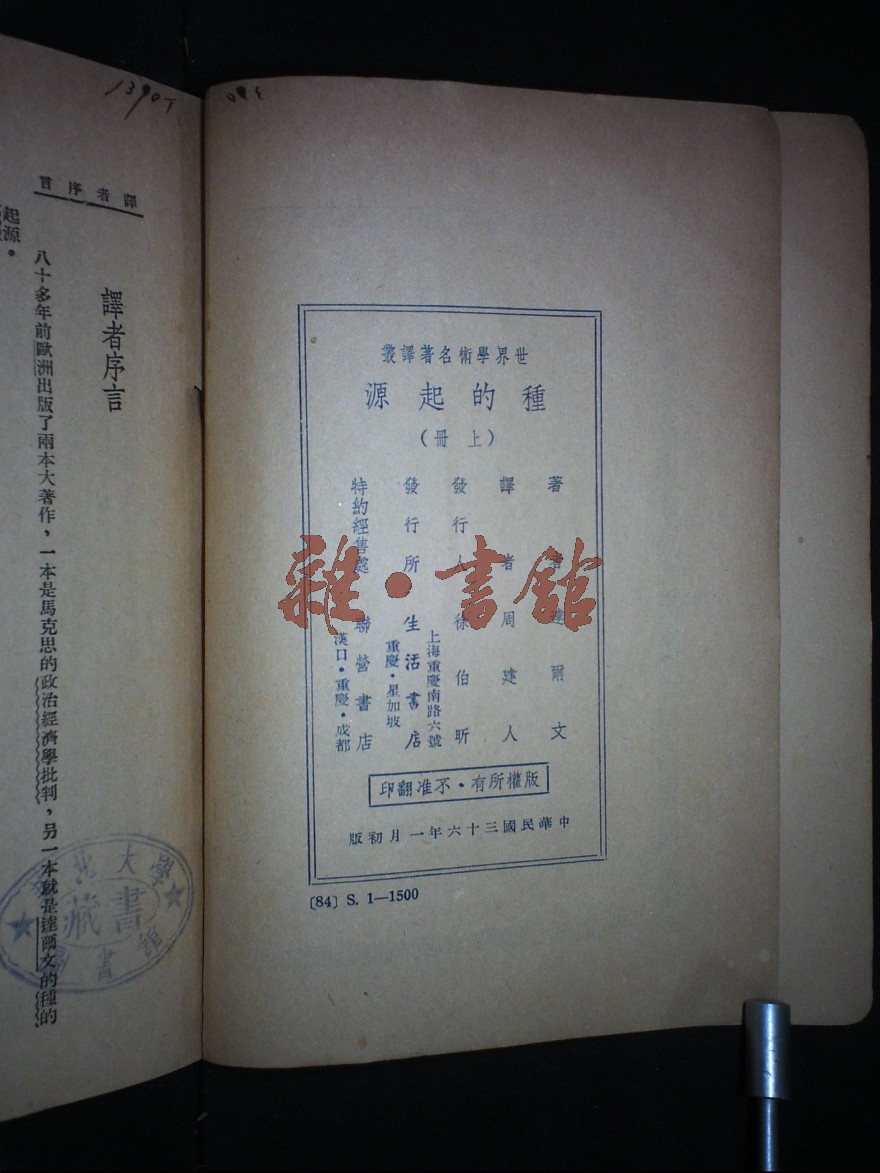 世界學術名著譯叢
種的起源
（上冊）
著者達爾文
譯者周建人
發行人徐伯昕
上海重慶南路六號
發行所生活書店
重慶・星加坡
特約經售處聯營書店
漢口・重慶・成都
版權所有・不准翻印
中華民國三十六年一月初版
[84] S. 1—1500
雜・書館
譯者序言
譯者序言
八十多年前歐洲出版了兩本大著作，一本是馬克思的政治經濟學批判，另一本就是達爾文的種的
起源。
藏書